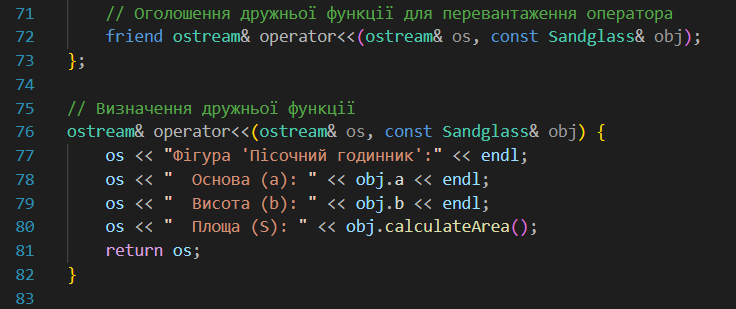 71 // Оголошення дружньої функції для перевантаження оператора
72 friend ostream& operator<<(ostream& os, const Sandglass& obj);
73 };
74
75 // Визначення дружньої функції
76 ostream& operator<<(ostream& os, const Sandglass& obj) {
77 os << "Фігура 'Пісочний годинник':" << endl;
78 os << "  Основа (a): " << obj.a << endl;
79 os << "  Висота (b): " << obj.b << endl;
80 os << "  Площа (S): " << obj.calculateArea();
81 return os;
82 }
83